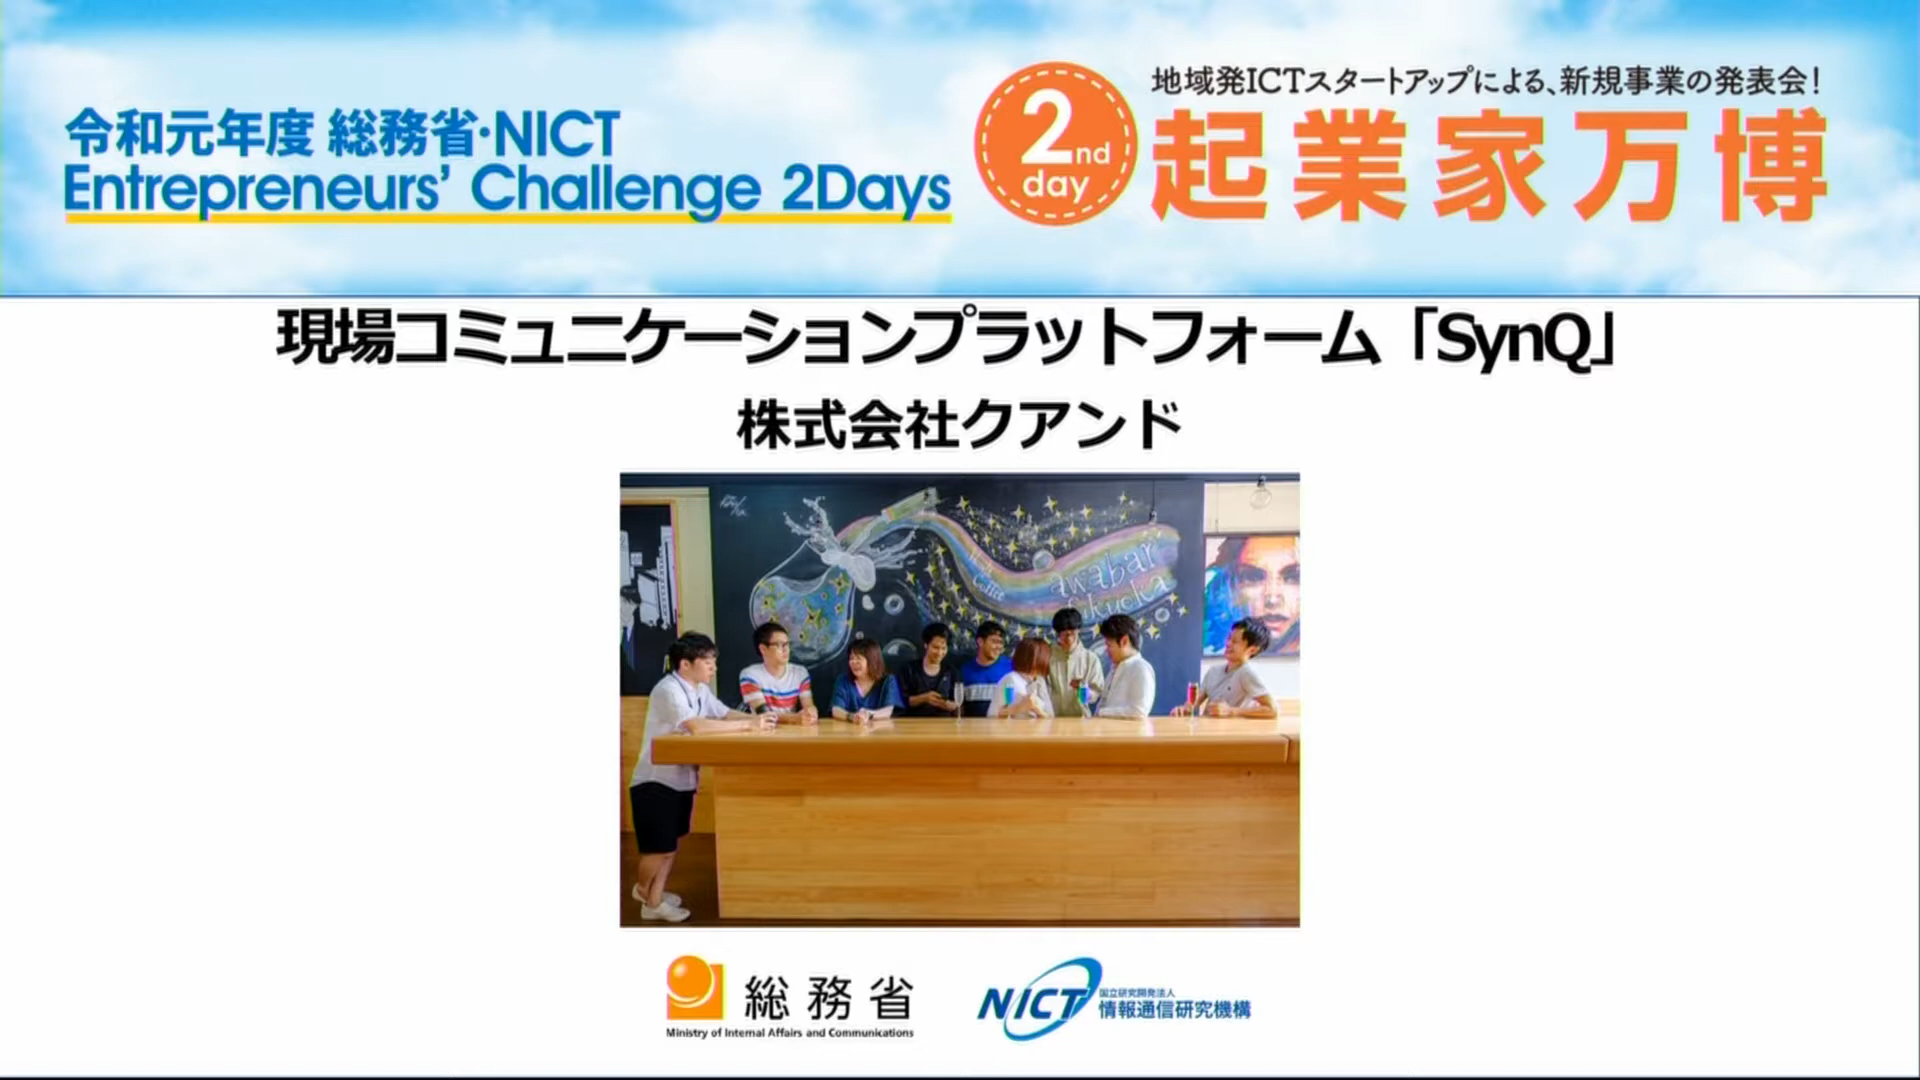 令和元年度 総務省・NICT
Entrepreneurs' Challenge 2Days
2nd
day
地域発ICTスタートアップによる、新規事業の発表会！
起業家万博
現場コミュニケーションプラットフォーム「SynQ」
株式会社クアンド
coffee
awabar
fukuoka
総務省
Ministry of Internal Affairs and Communications
NICT
国立研究開発法人
情報通信研究機構